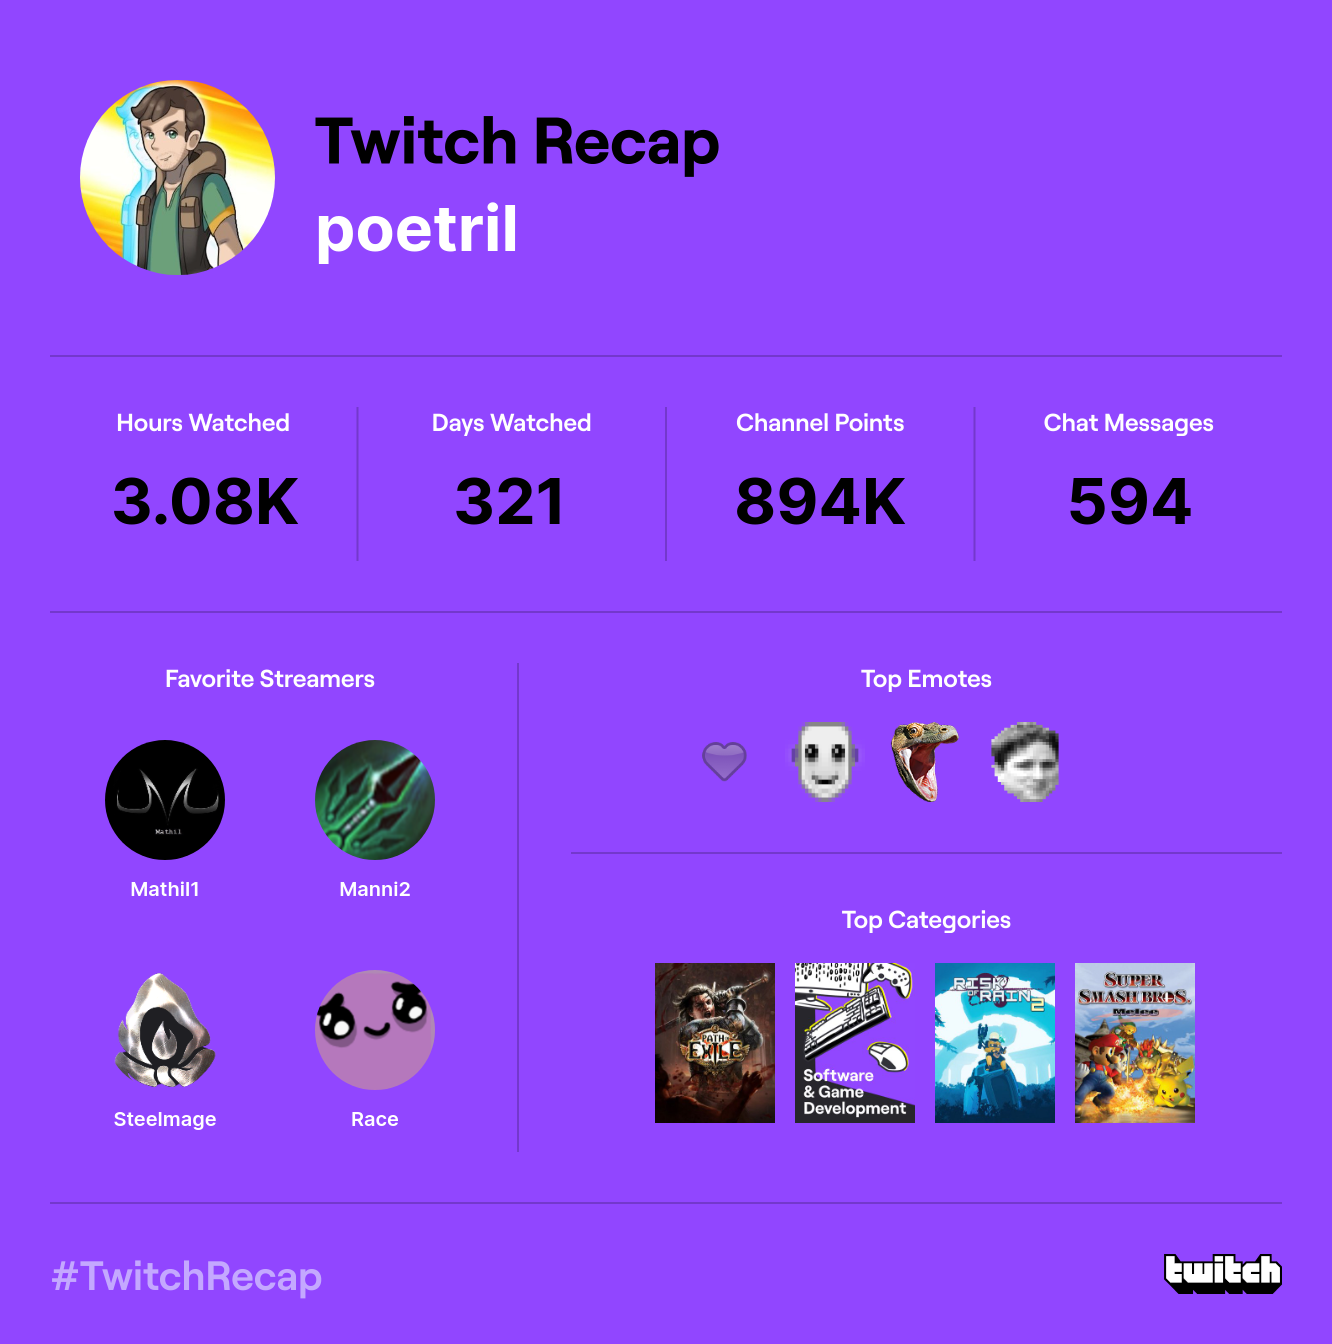 Twitch Recap
poetril
Hours Watched
3.08K
Days Watched
321
Channel Points
894K
Chat Messages
594
Favorite Streamers
Mathil
Mathil1
Manni2
Steelmage
Race
Top Emotes
Top Categories
PATH
OF
EXILE
Software
& Game
Development
RISK
OF
RAIN 2
SUPER
SMASH BROS.
Melee
#TwitchRecap
twitch